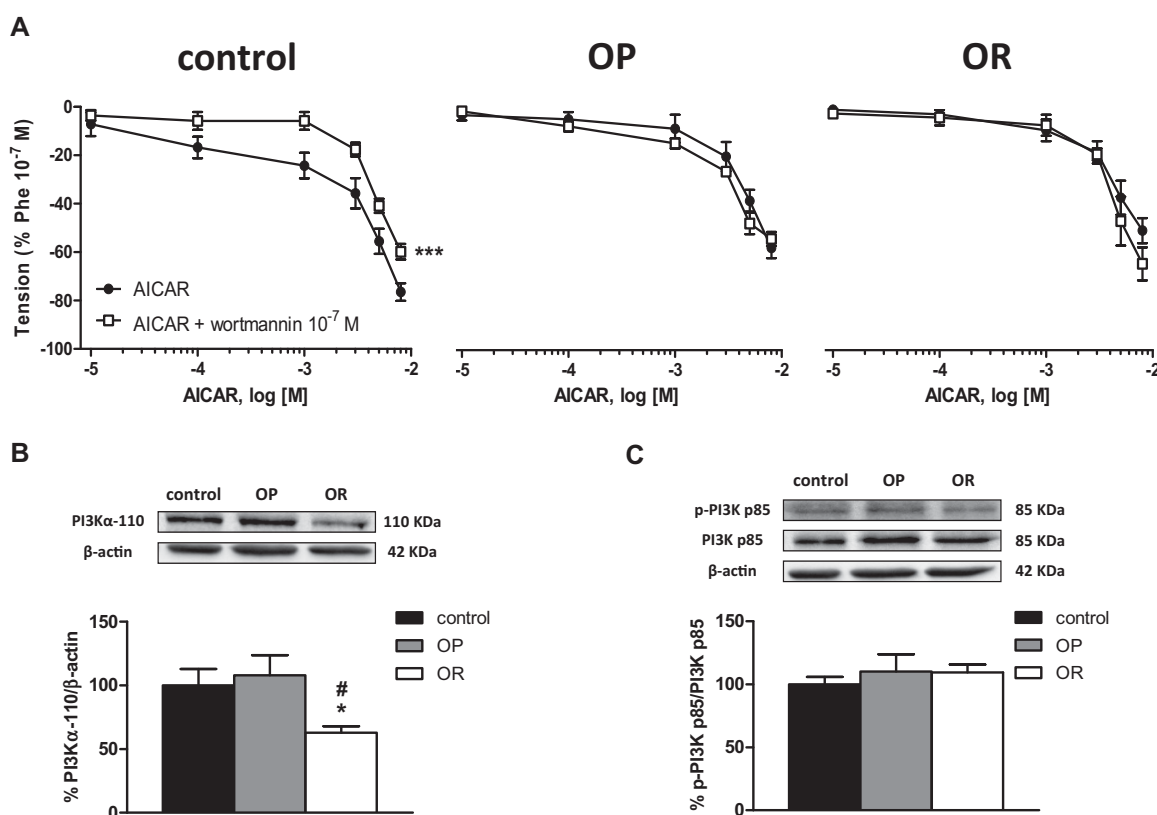 A
control OP OR
Tension (% Phe 10⁻⁷ M)
0
-20
-40
-60
-80
-100
***
AICAR
AICAR + wortmannin 10⁻⁷ M
-5 -4 -3 -2 -5 -4 -3 -2 -5 -4 -3 -2
AICAR, log [M] AICAR, log [M] AICAR, log [M]
B
control OP OR
PI3Kα-110 110 KDa
β-actin 42 KDa
% PI3Kα-110/β-actin
150
100
50
0
#
*
control
OP
OR
C
control OP OR
p-PI3K p85 85 KDa
PI3K p85 85 KDa
β-actin 42 KDa
% p-PI3K p85/PI3K p85
150
100
50
0
control
OP
OR